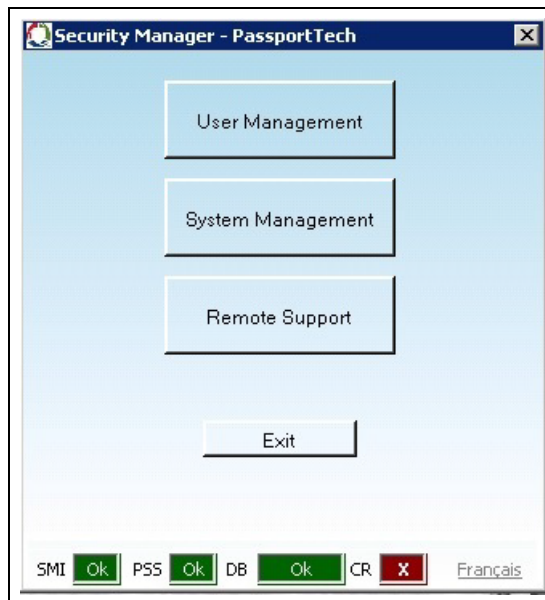 Security Manager - PassportTech X
User Management
System Management
Remote Support
Exit
SMI Ok PSS Ok DB Ok CR X Français